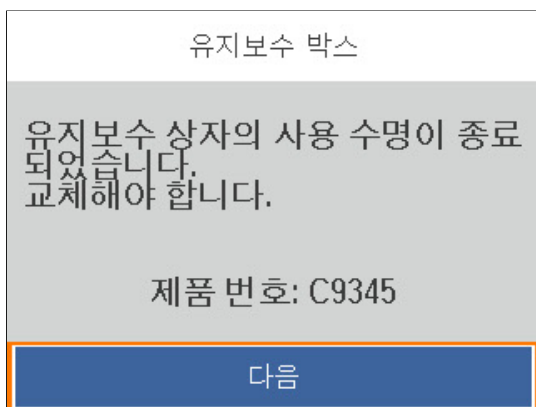 유지보수 박스
유지보수 상자의 사용 수명이 종료
되었습니다.
교체해야 합니다.
제품 번호: C9345
다음